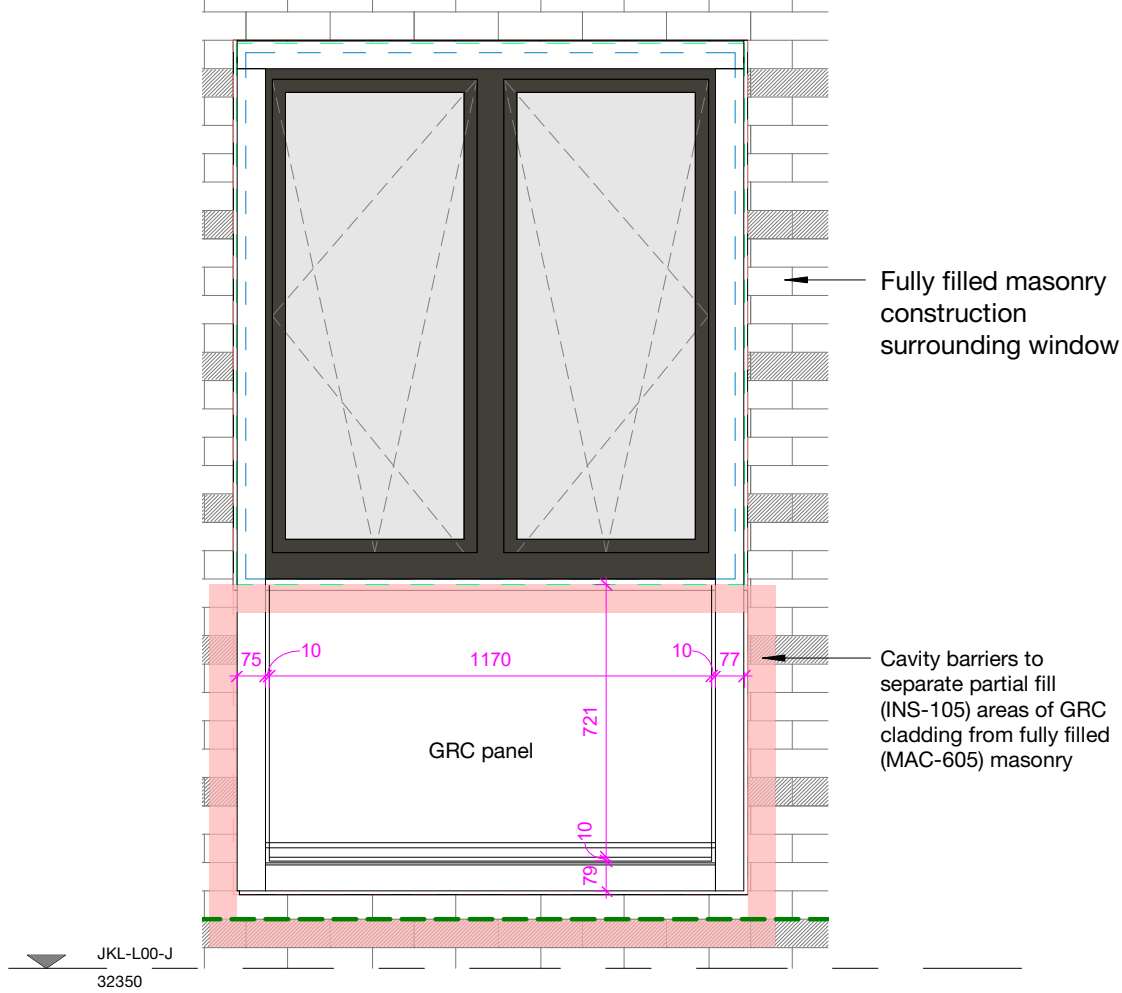 Fully filled masonry
construction
surrounding window
75
10
1170
10
77
Cavity barriers to
separate partial fill
(INS-105) areas of GRC
cladding from fully filled
(MAC-605) masonry
721
GRC panel
10
79
JKL-L00-J
32350